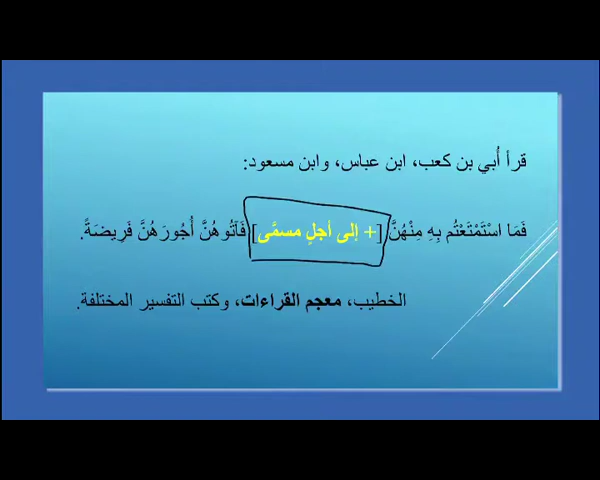 قرأ أُبي بن كعب، ابن عباس، وابن مسعود:
فَمَا اسْتَمْتَعْتُم بِهِ مِنْهُنَّ [+ إلى أجلٍ مسمَّى] فَآتُوهُنَّ أُجُورَهُنَّ فَرِيضَةً.
الخطيب، معجم القراءات، وكتب التفسير المختلفة.